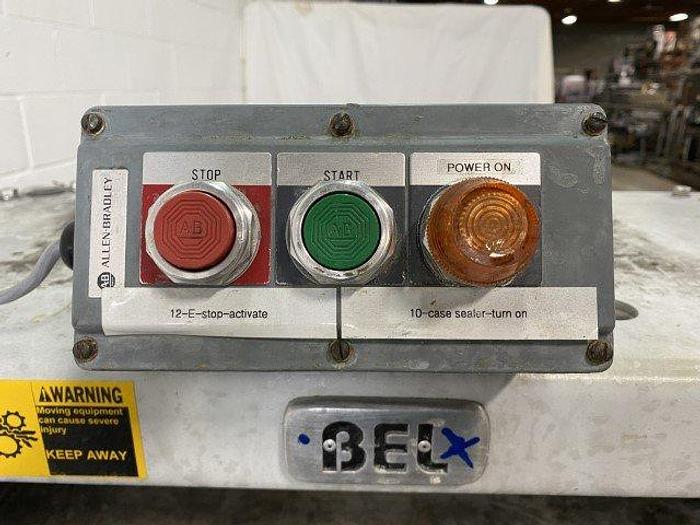 STOP
START
POWER ON
AB ALLEN-BRADLEY
AB
AB
12-E-stop-activate
10-case sealer-turn on
WARNING
Moving equipment
can cause severe
injury
KEEP AWAY
BEL